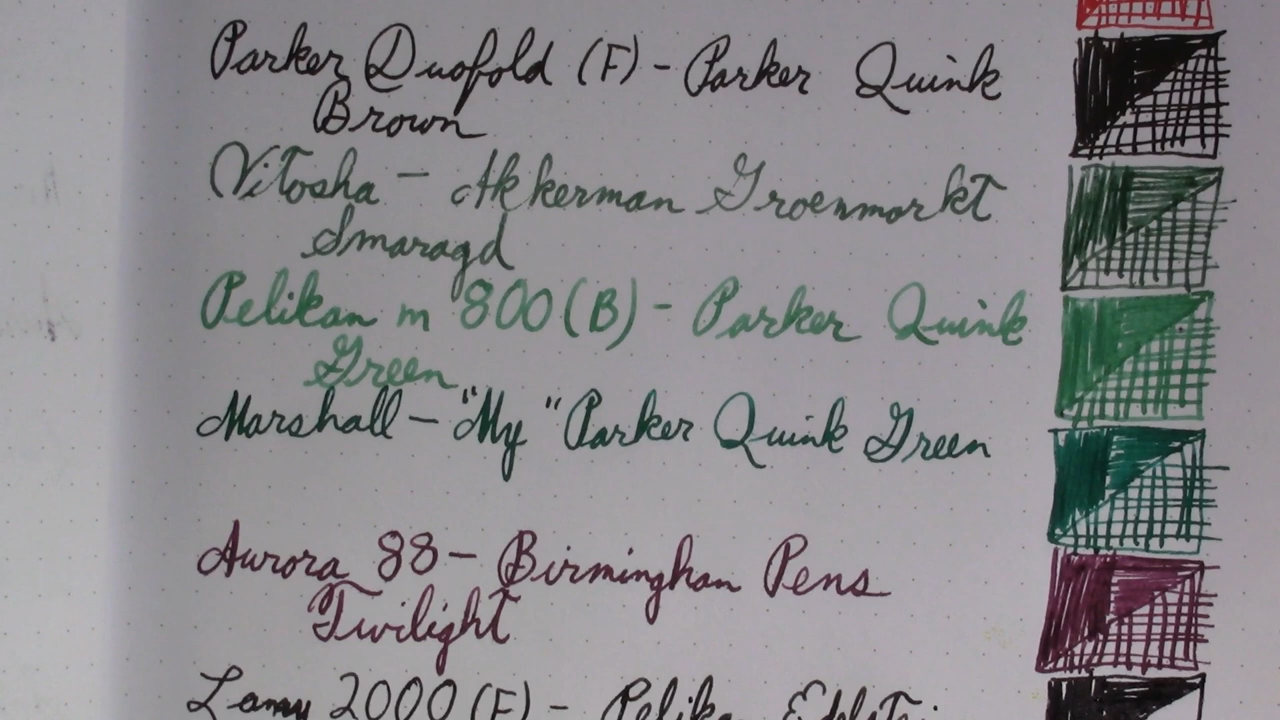 Parker Duofold (F) - Parker Quink
Brown
Vitosha - Akkerman Groenmarkt
Smaragd
Pelikan m 800 (B) - Parker Quink
Green
Marshall - "My" Parker Quink Green
Aurora 88 - Birmingham Pens
Twilight
Lamy 2000 (F) -